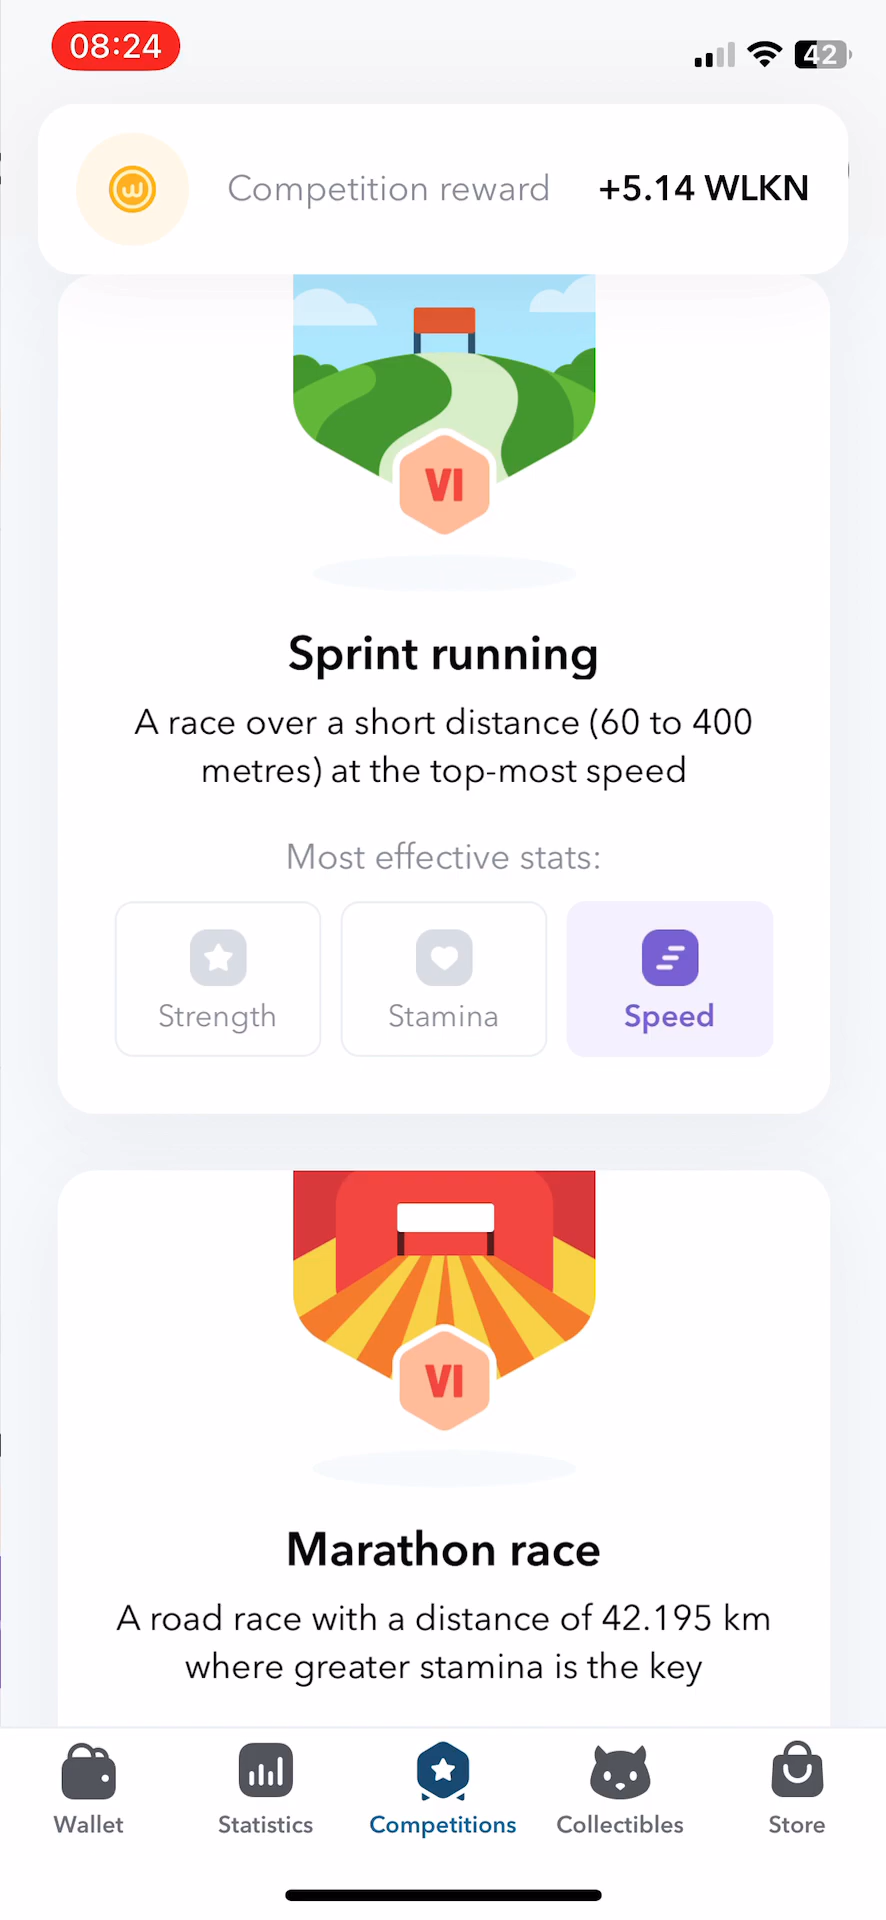 08:24
42
Competition reward +5.14 WLKN
VI
Sprint running
A race over a short distance (60 to 400
metres) at the top-most speed
Most effective stats:
Strength Stamina Speed
VI
Marathon race
A road race with a distance of 42.195 km
where greater stamina is the key
Wallet Statistics Competitions Collectibles Store